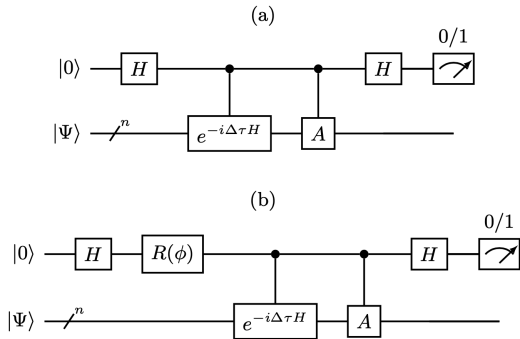 (a)
0/1
|0⟩ H H
|Ψ⟩ n e^{-iΔτH} A
(b)
0/1
|0⟩ H R(ϕ) H
|Ψ⟩ n e^{-iΔτH} A